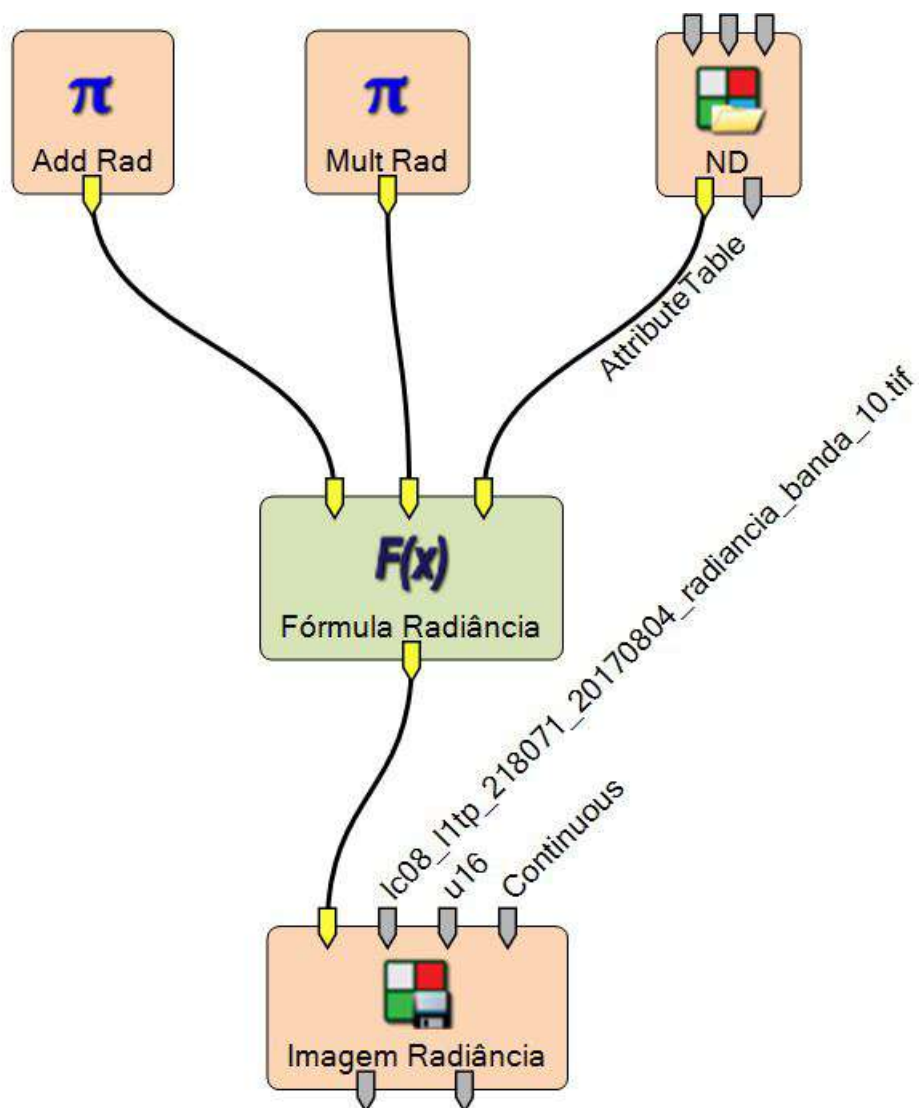 π
π
Add Rad
Mult Rad
ND
AttributeTable
F(x)
Fórmula Radiância
lc08_l1tp_218071_20170804_radiancia_banda_10.tif
u16
Continuous
Imagem Radiância